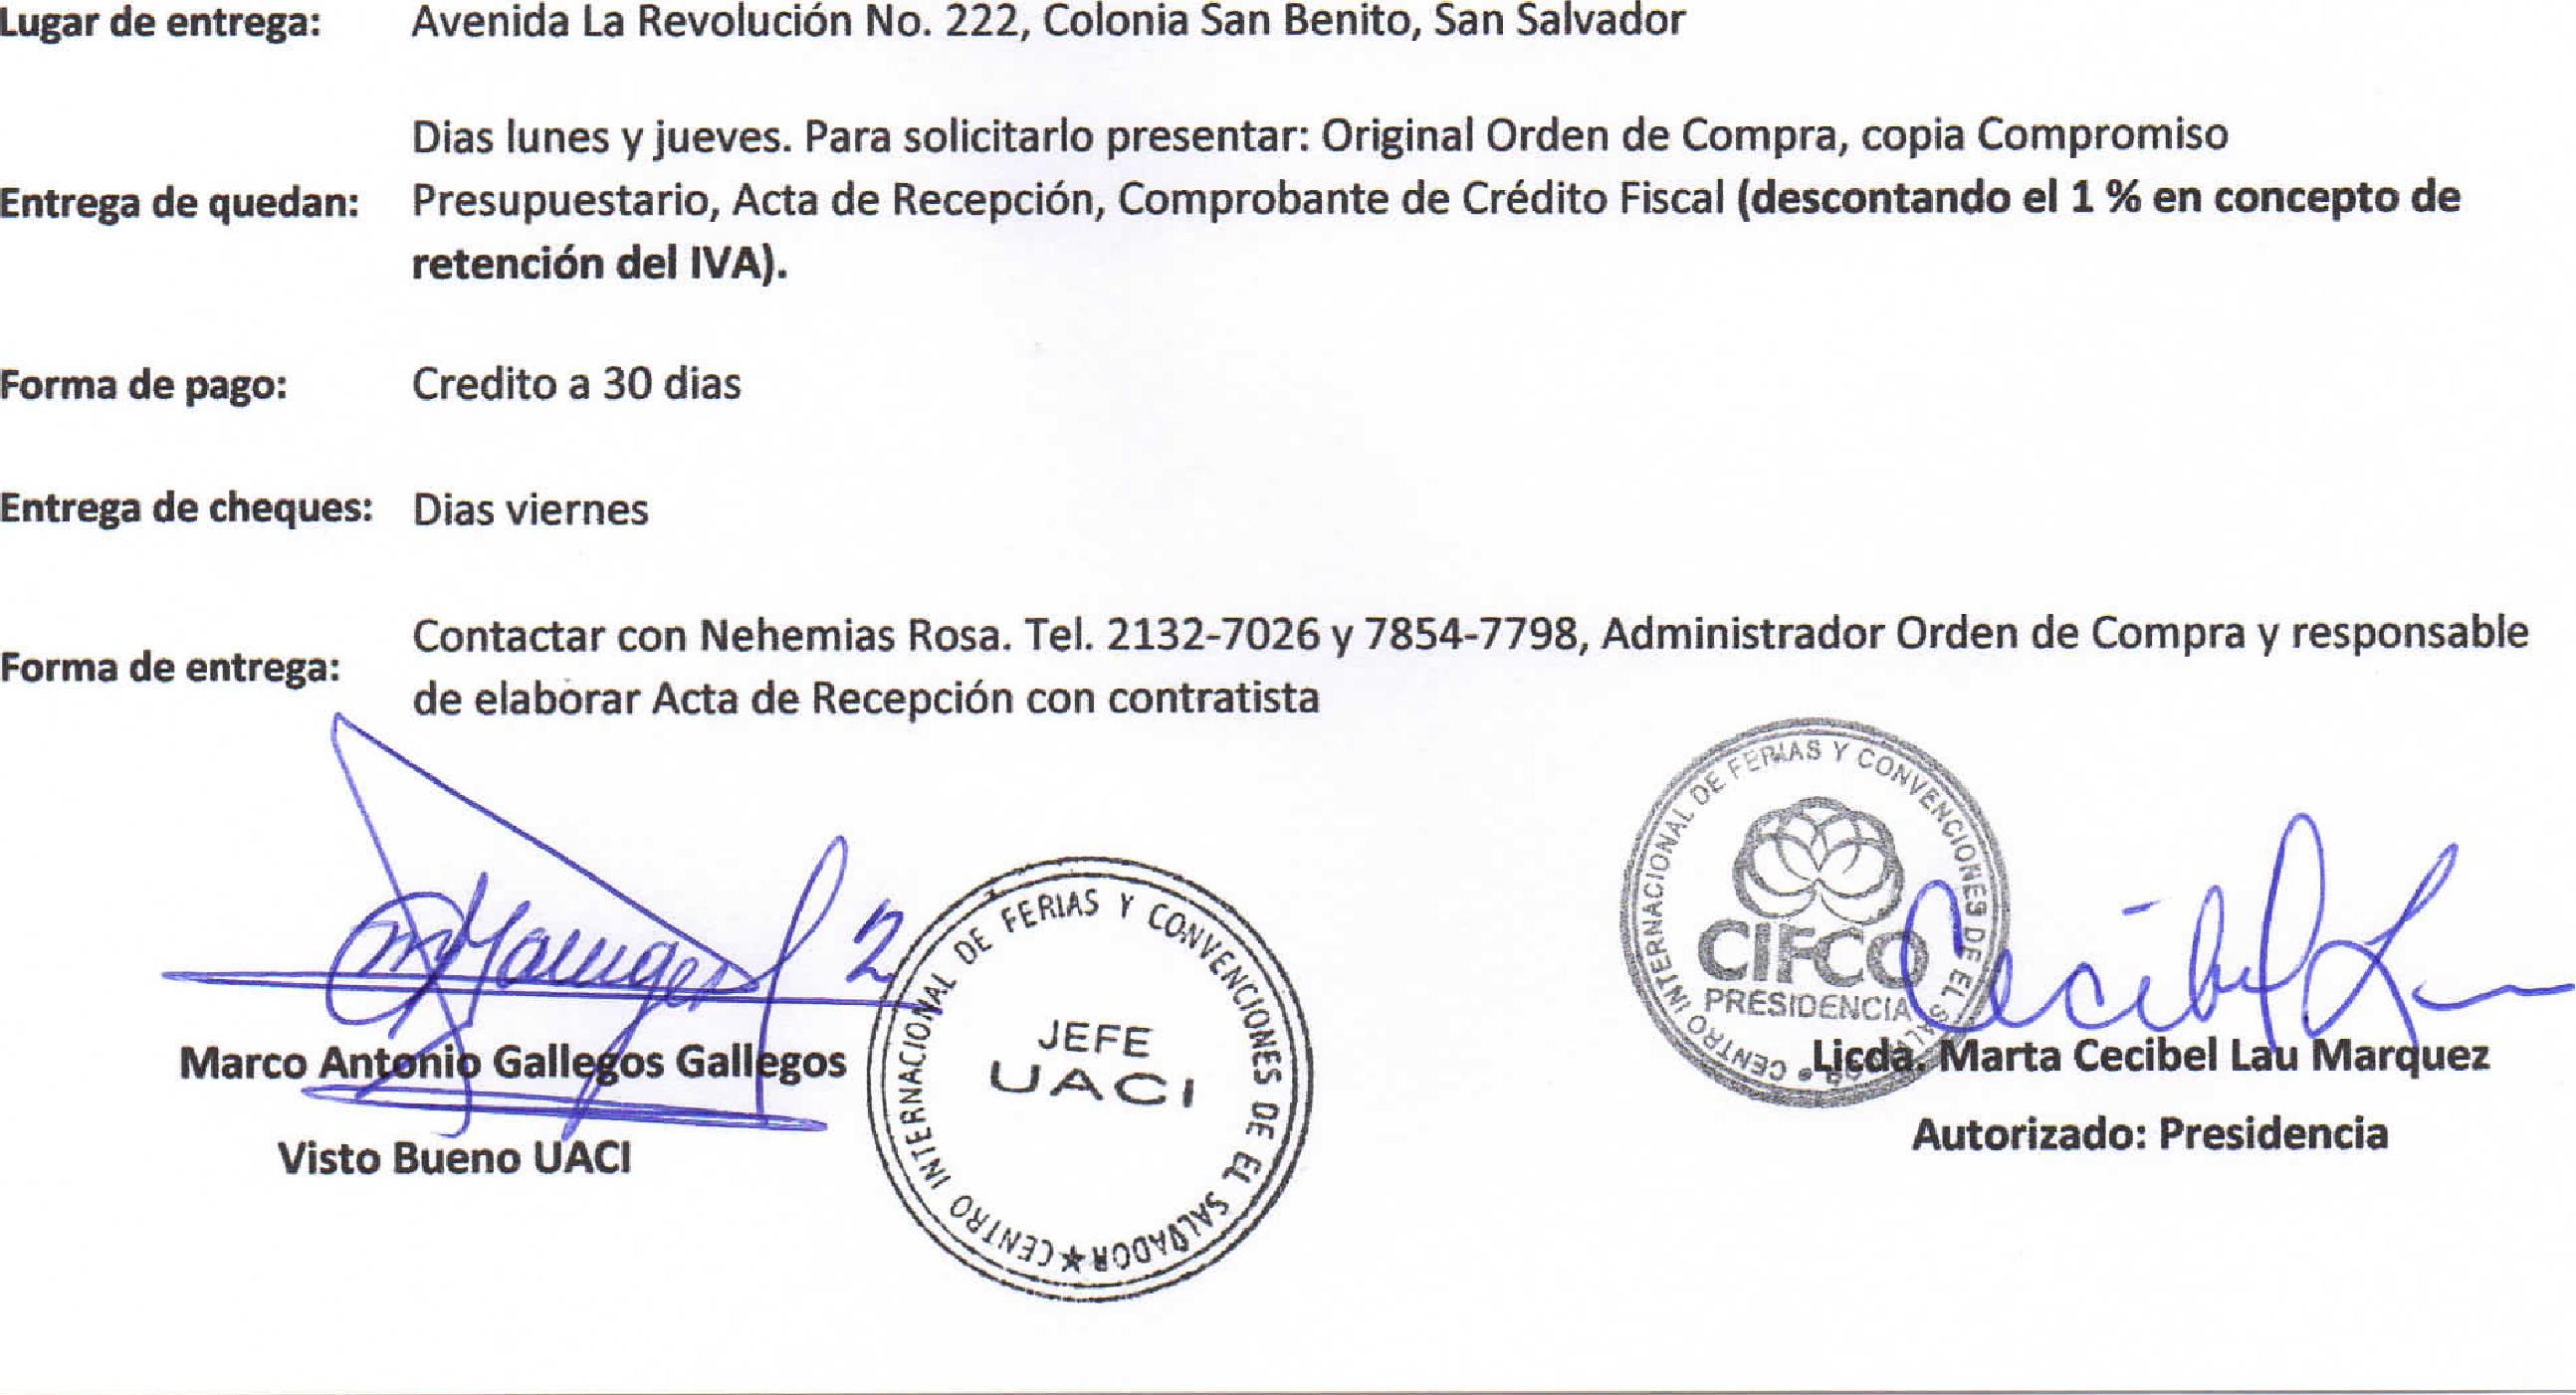 Lugar de entrega: Avenida La Revolución No. 222, Colonia San Benito, San Salvador
Dias lunes y jueves. Para solicitarlo presentar: Original Orden de Compra, copia Compromiso
Entrega de quedan: Presupuestario, Acta de Recepción, Comprobante de Crédito Fiscal (descontando el 1 % en concepto de
retención del IVA).
Forma de pago: Credito a 30 dias
Entrega de cheques: Dias viernes
Contactar con Nehemias Rosa. Tel. 2132-7026 y 7854-7798, Administrador Orden de Compra y responsable
Forma de entrega:
de elaborar Acta de Recepción con contratista
CENTRO INTERNACIONAL DE FERIAS Y CONVENCIONES DE EL SALVADOR
JEFE
UACI
CENTRO INTERNACIONAL DE FERIAS Y CONVENCIONES DE EL
CIFCO
PRESIDENCIA
Cecibel L
Marco Antonio Gallegos Gallegos
Visto Bueno UACI
Licda. Marta Cecibel Lau Marquez
Autorizado: Presidencia